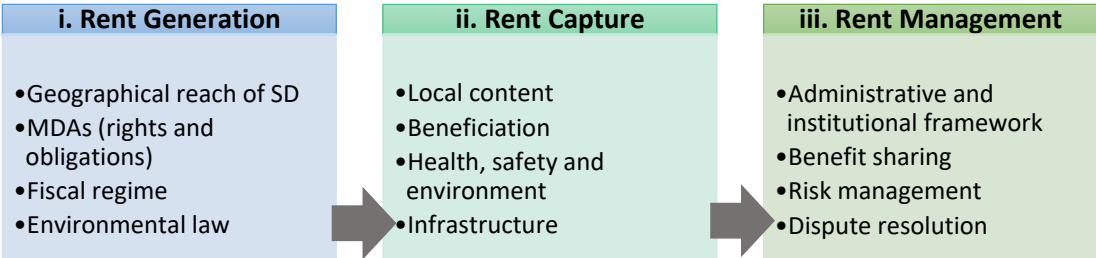 i. Rent Generation
•Geographical reach of SD
•MDAs (rights and
obligations)
•Fiscal regime
•Environmental law
ii. Rent Capture
•Local content
•Beneficiation
•Health, safety and
environment
•Infrastructure
iii. Rent Management
•Administrative and
institutional framework
•Benefit sharing
•Risk management
•Dispute resolution